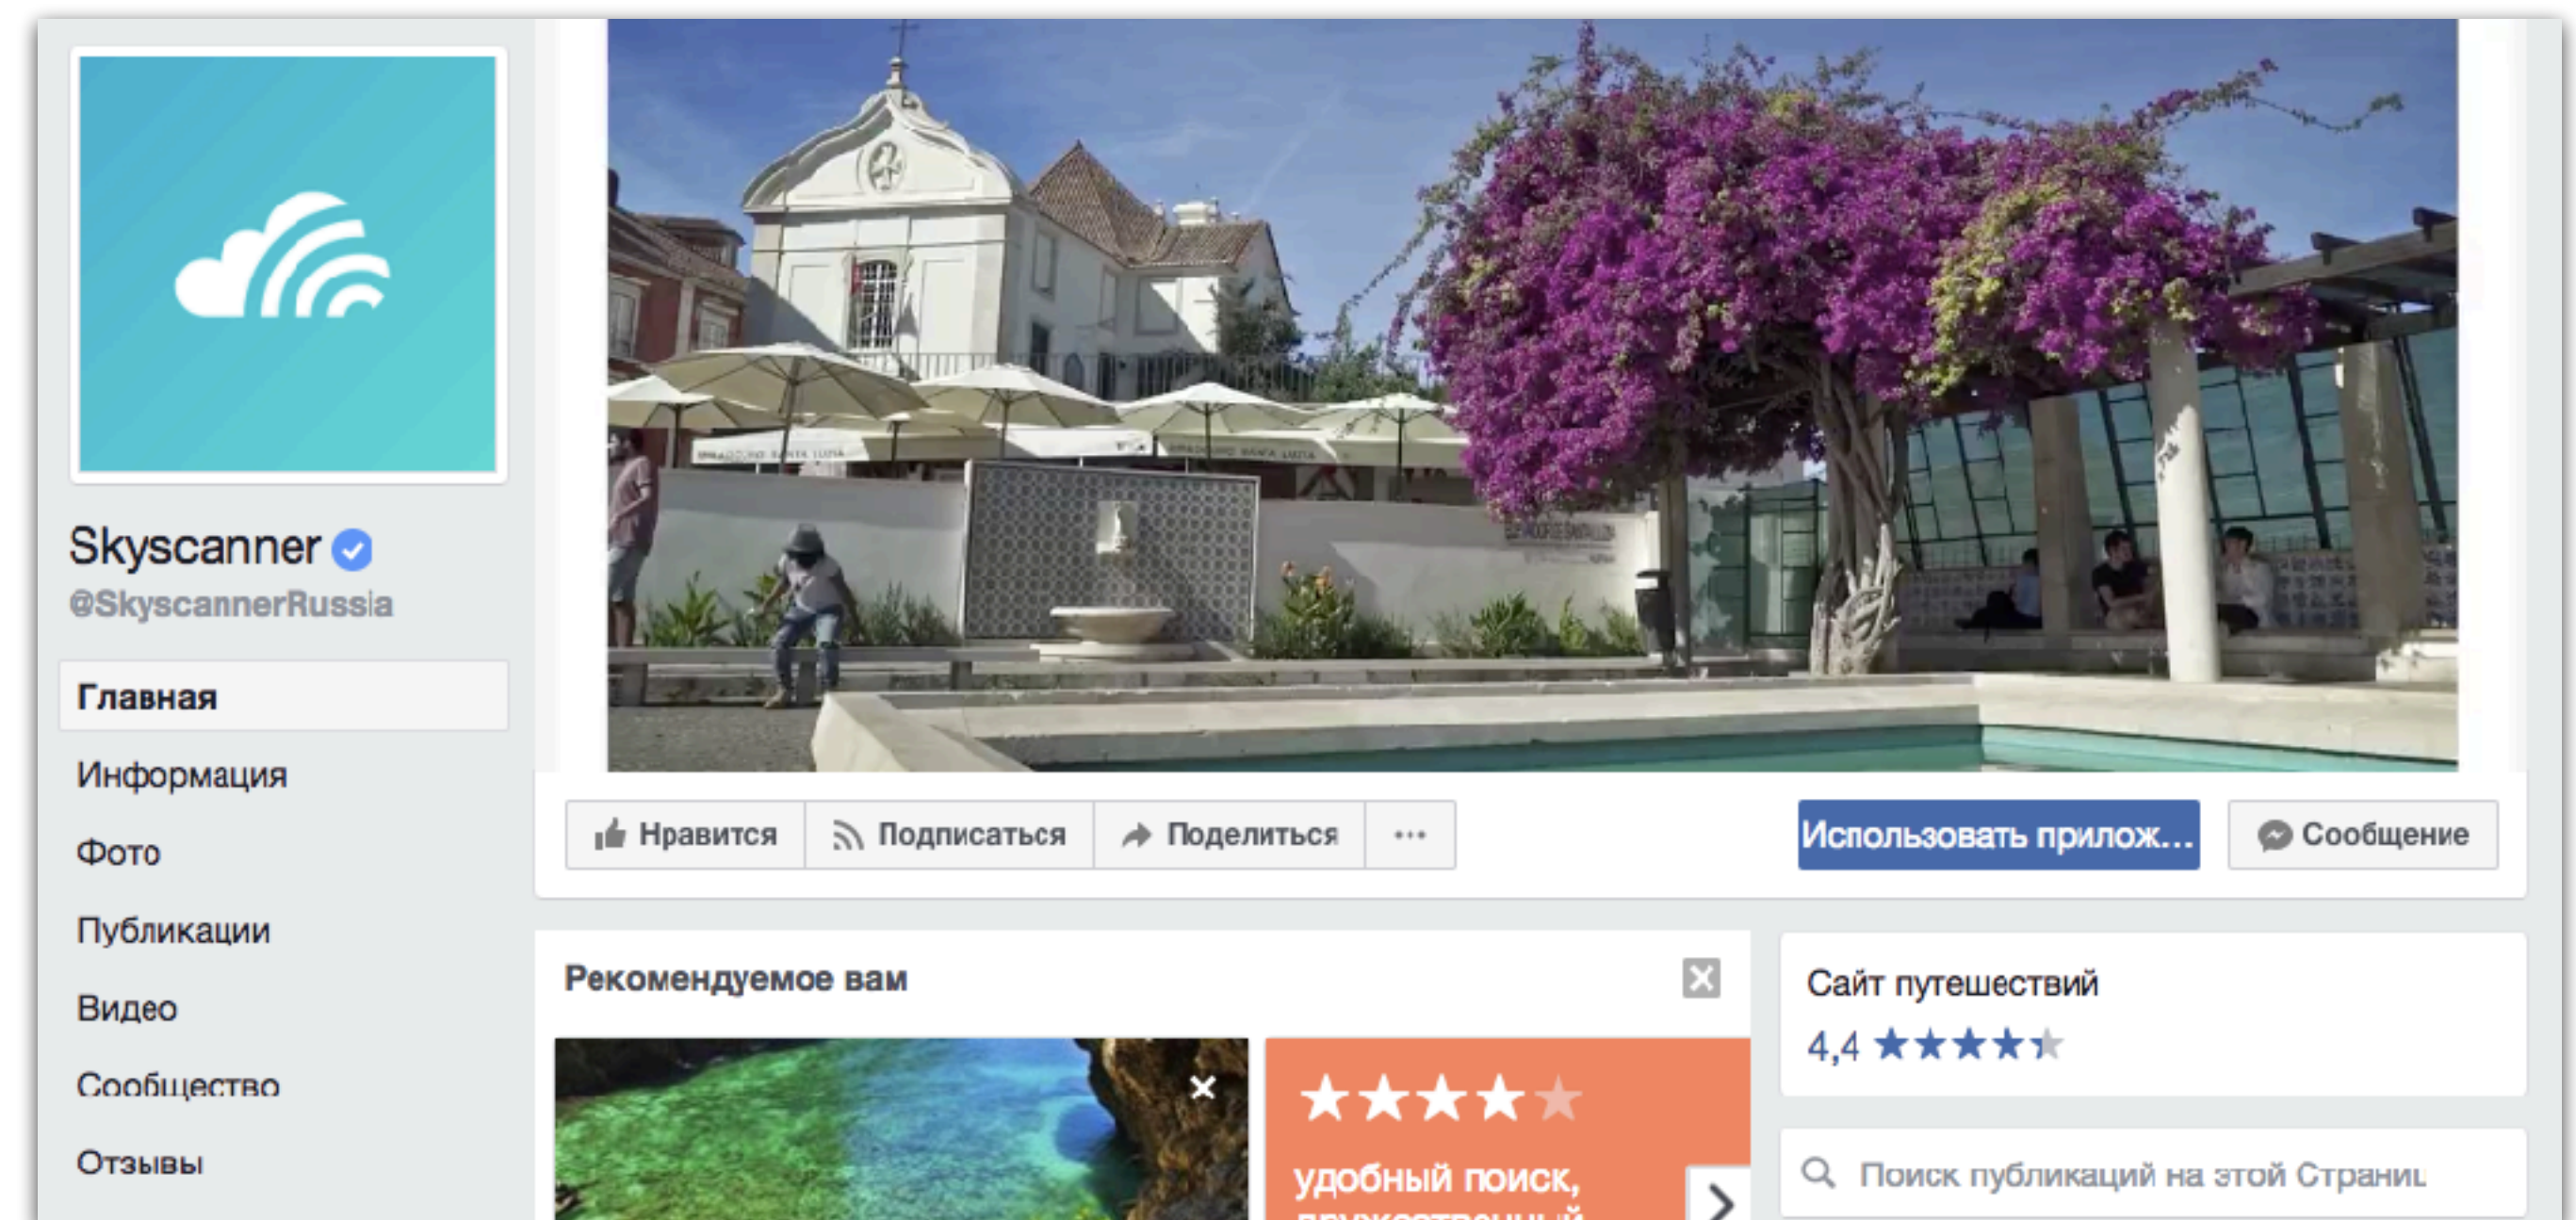 Skyscanner
@SkyscannerRussia
Главная
Информация
Фото
Публикации
Видео
Сообщество
Отзывы
Нравится
Подписаться
Поделиться
Использовать прилож...
Сообщение
Рекомендуемое вам
удобный поиск,
Сайт путешествий
4,4
Поиск публикаций на этой Страниц